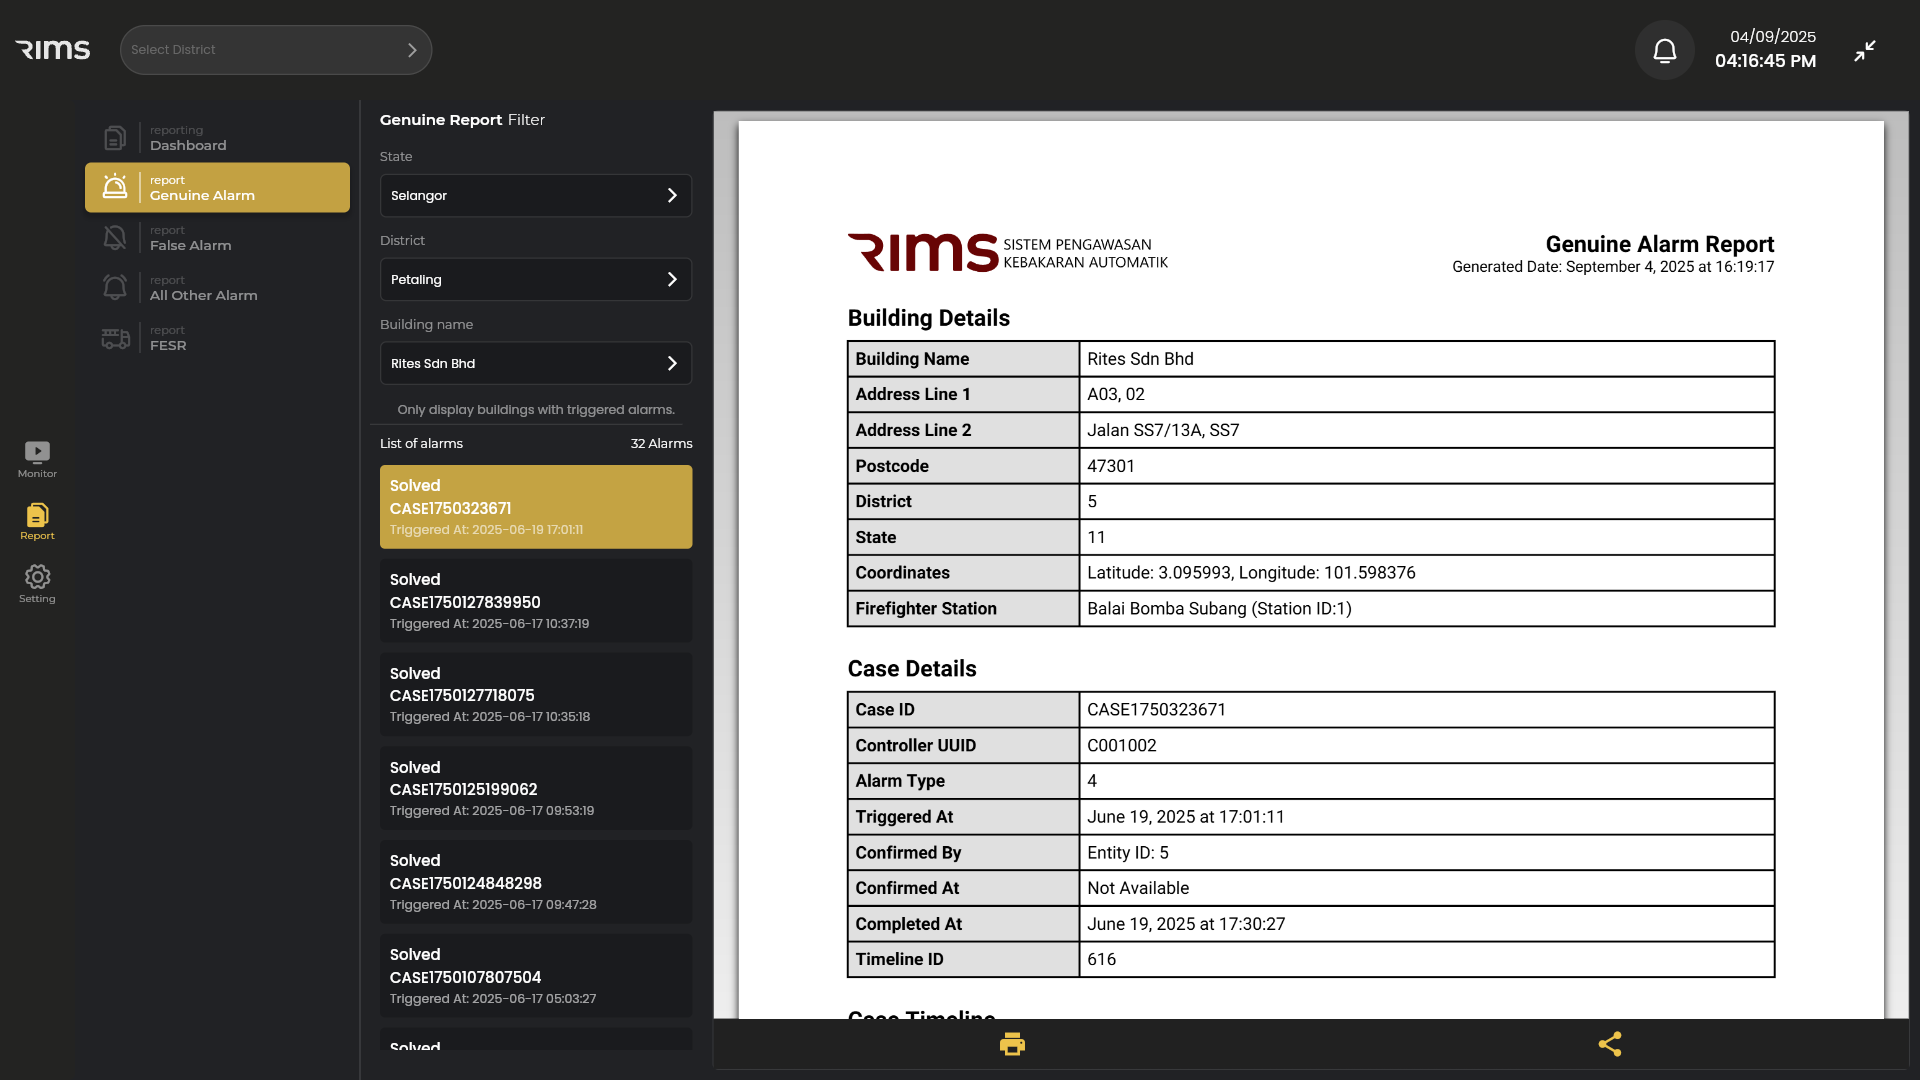 RIMS
Select District
04/09/2025
04:16:45 PM
Monitor
Report
Setting
reporting
Dashboard
report
Genuine Alarm
report
False Alarm
report
All Other Alarm
report
FESR
Genuine Report Filter
State
Selangor
District
Petaling
Building name
Rites Sdn Bhd
Only display buildings with triggered alarms.
List of alarms 32 Alarms
Solved
CASE1750323671
Triggered At: 2025-06-19 17:01:11
Solved
CASE1750127839950
Triggered At: 2025-06-17 10:37:19
Solved
CASE1750127718075
Triggered At: 2025-06-17 10:35:18
Solved
CASE1750125199062
Triggered At: 2025-06-17 09:53:19
Solved
CASE1750124848298
Triggered At: 2025-06-17 09:47:28
Solved
CASE1750107807504
Triggered At: 2025-06-17 05:03:27
Solved
RIMS SISTEM PENGAWASAN
KEBAKARAN AUTOMATIK
Genuine Alarm Report
Generated Date: September 4, 2025 at 16:19:17
Building Details
Building Name Rites Sdn Bhd
Address Line 1 A03, 02
Address Line 2 Jalan SS7/13A, SS7
Postcode 47301
District 5
State 11
Coordinates Latitude: 3.095993, Longitude: 101.598376
Firefighter Station Balai Bomba Subang (Station ID:1)
Case Details
Case ID CASE1750323671
Controller UUID C001002
Alarm Type 4
Triggered At June 19, 2025 at 17:01:11
Confirmed By Entity ID: 5
Confirmed At Not Available
Completed At June 19, 2025 at 17:30:27
Timeline ID 616
Case Timeline